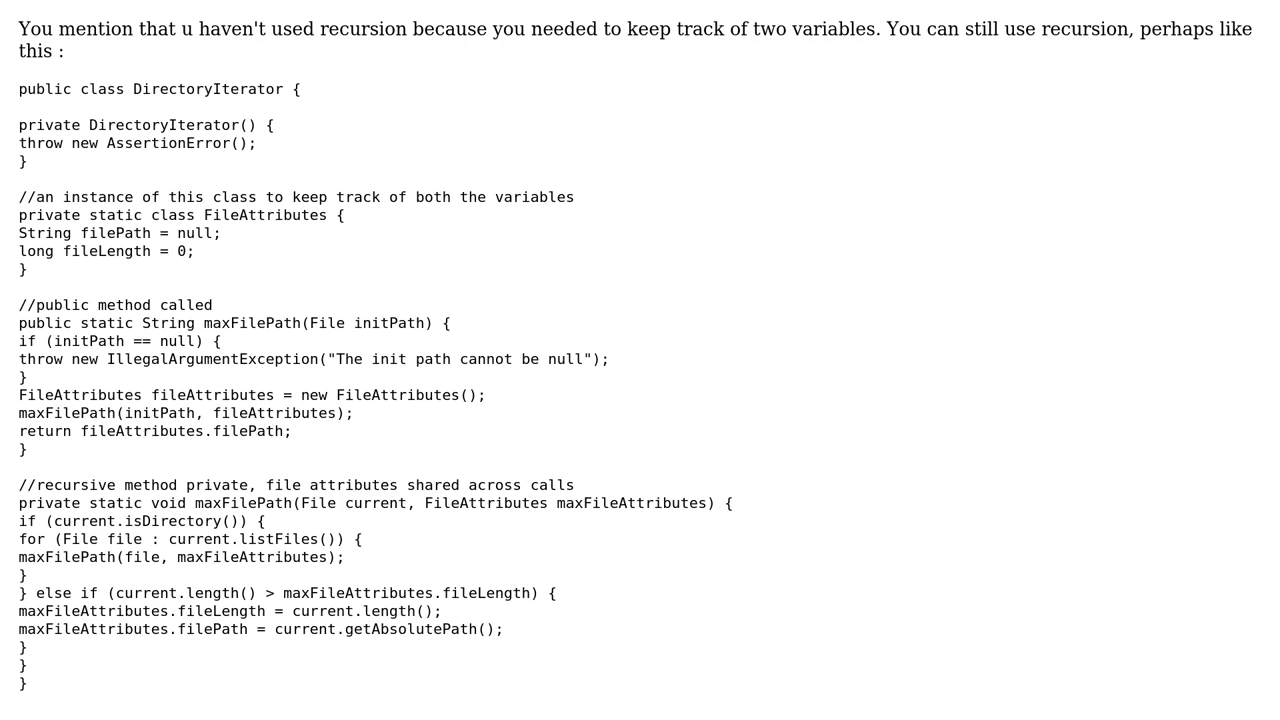 You mention that u haven't used recursion because you needed to keep track of two variables. You can still use recursion, perhaps like
this :
public class DirectoryIterator {
private DirectoryIterator() {
throw new AssertionError();
}
//an instance of this class to keep track of both the variables
private static class FileAttributes {
String filePath = null;
long fileLength = 0;
}
//public method called
public static String maxFilePath(File initPath) {
if (initPath == null) {
throw new IllegalArgumentException("The init path cannot be null");
}
FileAttributes fileAttributes = new FileAttributes();
maxFilePath(initPath, fileAttributes);
return fileAttributes.filePath;
}
//recursive method private, file attributes shared across calls
private static void maxFilePath(File current, FileAttributes maxFileAttributes) {
if (current.isDirectory()) {
for (File file : current.listFiles()) {
maxFilePath(file, maxFileAttributes);
}
} else if (current.length() > maxFileAttributes.fileLength) {
maxFileAttributes.fileLength = current.length();
maxFileAttributes.filePath = current.getAbsolutePath();
}
}
}